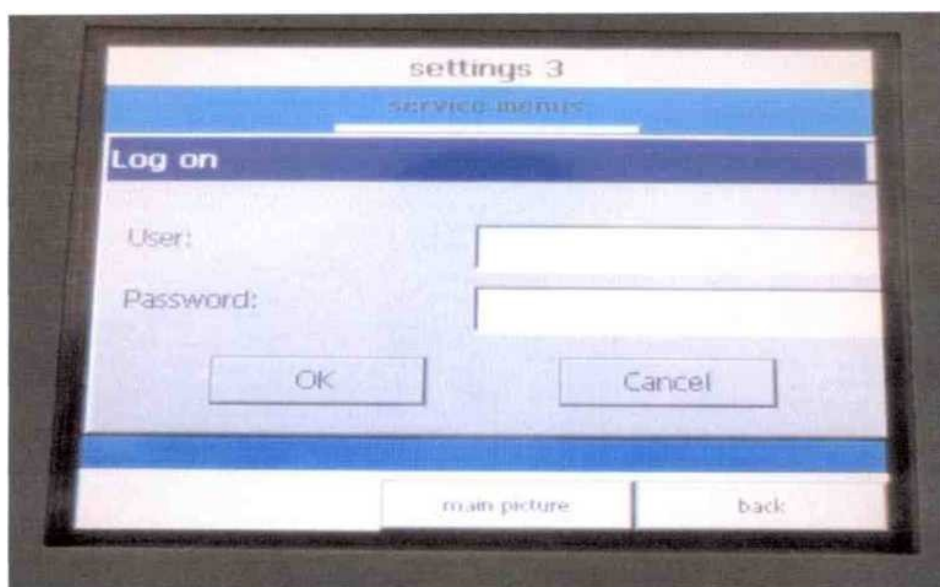 settings 3
service menus
Log on
User:
Password:
OK Cancel
main picture back